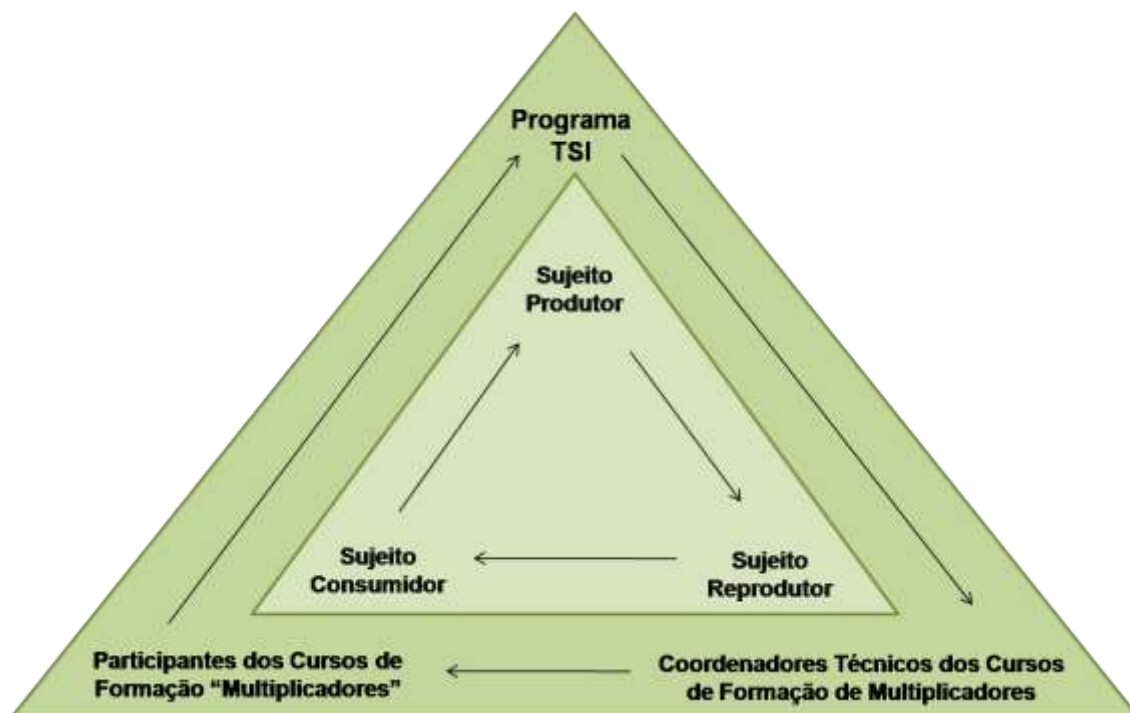 Programa
TSI
Sujeito
Produtor
Sujeito
Consumidor
Sujeito
Reprodutor
Participantes dos Cursos de
Formação “Multiplicadores”
Coordenadores Técnicos dos Cursos
de Formação de Multiplicadores